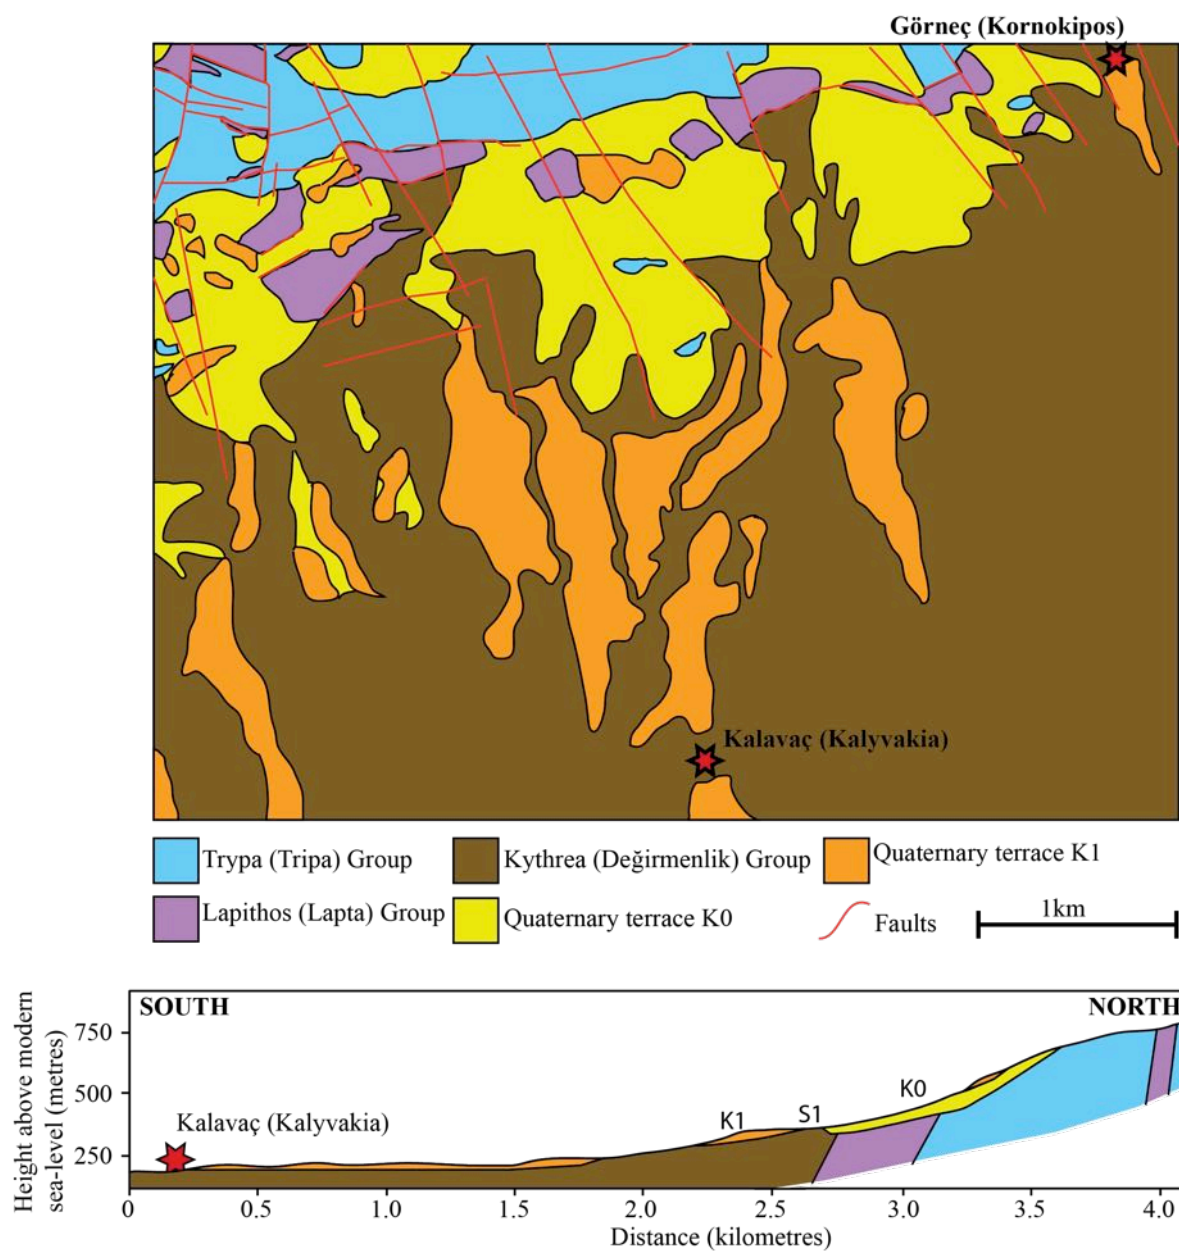 Görneç (Kornokipos)
Kalavaç (Kalyvakia)
Trypa (Tripa) Group
Kythrea (Değirmenlik) Group
Quaternary terrace K1
Lapithos (Lapta) Group
Quaternary terrace K0
Faults
1km
SOUTH
NORTH
Height above modern
sea-level (metres)
750
500
250
Kalavaç (Kalyvakia)
K1
S1
K0
0
0.5
1.0
1.5
2.0
2.5
3.0
3.5
4.0
Distance (kilometres)